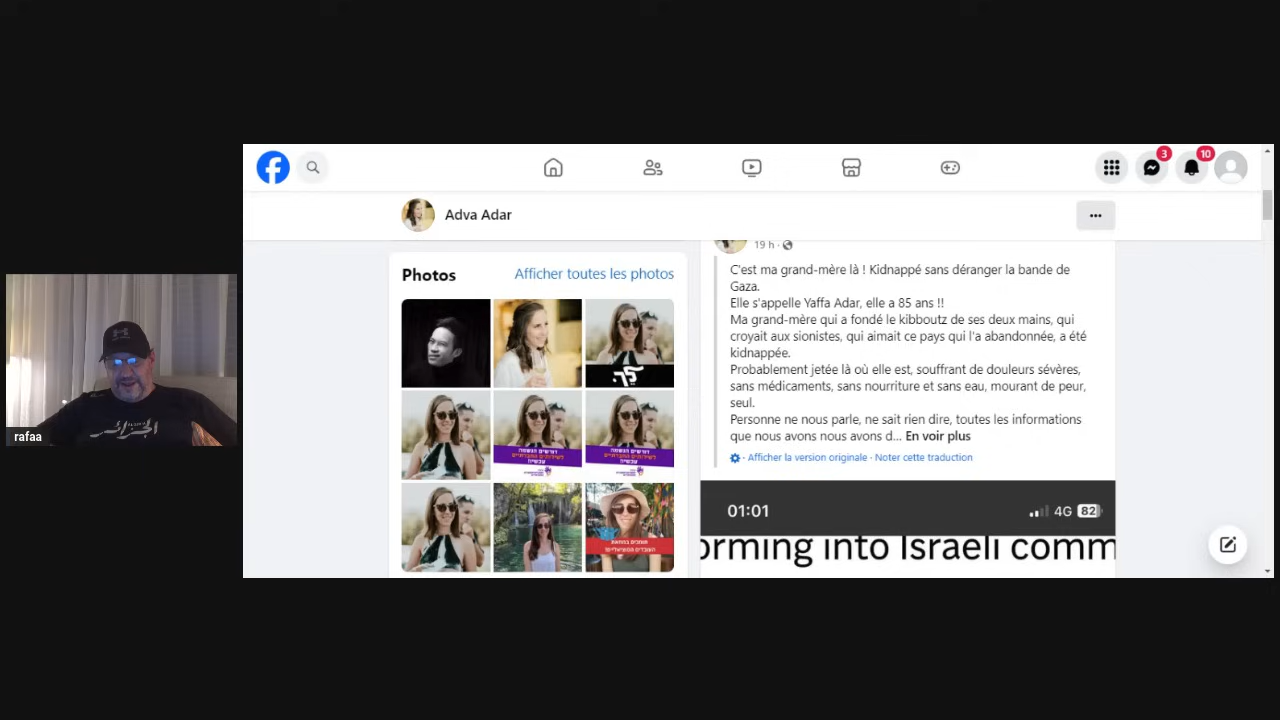 3
10
Adva Adar
19 h ·
Photos
Afficher toutes les photos
C'est ma grand-mère là ! Kidnappé sans déranger la bande de
Gaza.
Elle s'appelle Yaffa Adar, elle a 85 ans !!
Ma grand-mère qui a fondé le kibboutz de ses deux mains, qui
croyait aux sionistes, qui aimait ce pays qui l'a abandonnée, a été
kidnappée.
Probablement jetée là où elle est, souffrant de douleurs sévères,
sans médicaments, sans nourriture et sans eau, mourant de peur,
seul.
Personne ne nous parle, ne sait rien dire, toutes les informations
que nous avons nous avons d... En voir plus
· Afficher la version originale · Noter cette traduction
01:01
4G 82
orming into Israeli comm
rafaa
الجزائر